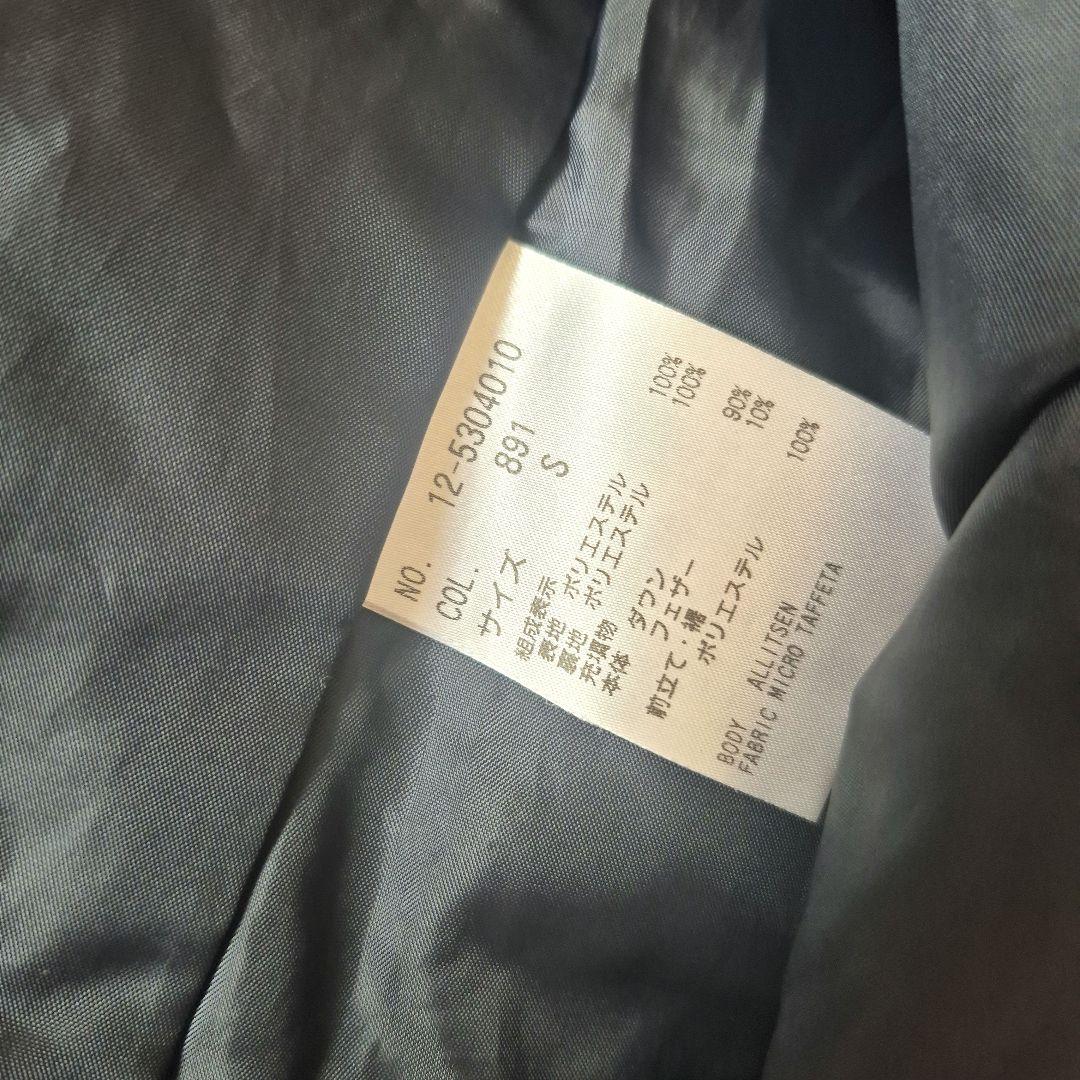 NO. 12-5304010
COL. 891
サイズ S
組成表示
表地 ポリエステル 100%
裏地 ポリエステル 100%
充填物
本体 ダウン 90%
フェザー 10%
前立て・裾
ポリエステル 100%
BODY ALLITSEN
FABRIC MICRO TAFFETA